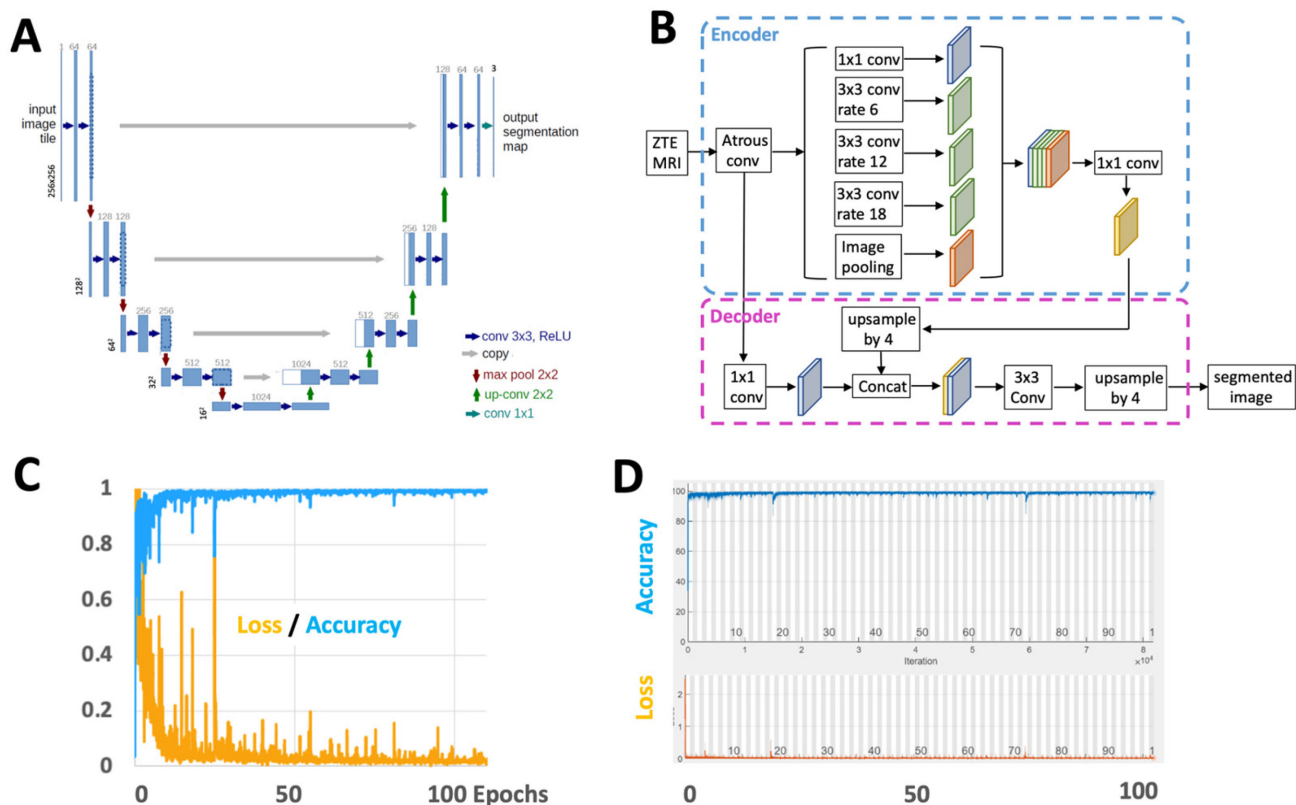 A
1 64 64
input
image
tile
256x256
128 64 64 3
output
segmentation
map
128 128
128²
256 128
256 256
64²
512 256
512 512
32²
1024 512
1024
16²
conv 3x3, ReLU
copy
max pool 2x2
up-conv 2x2
conv 1x1
B
Encoder
ZTE
MRI
Atrous
conv
1x1 conv
3x3 conv
rate 6
3x3 conv
rate 12
3x3 conv
rate 18
Image
pooling
1x1 conv
Decoder
upsample
by 4
1x1
conv
Concat
3x3
Conv
upsample
by 4
segmented
image
C
1
0.8
0.6
0.4
0.2
0
Loss / Accuracy
0 50 100 Epochs
D
Accuracy
100
80
60
40
20
0
10 20 30 40 50 60 70 80 90 1
0 1 2 3 4 5 6 7 8
Iteration
×10⁴
Loss
2
1
0
10 20 30 40 50 60 70 80 90 1
0 50 100